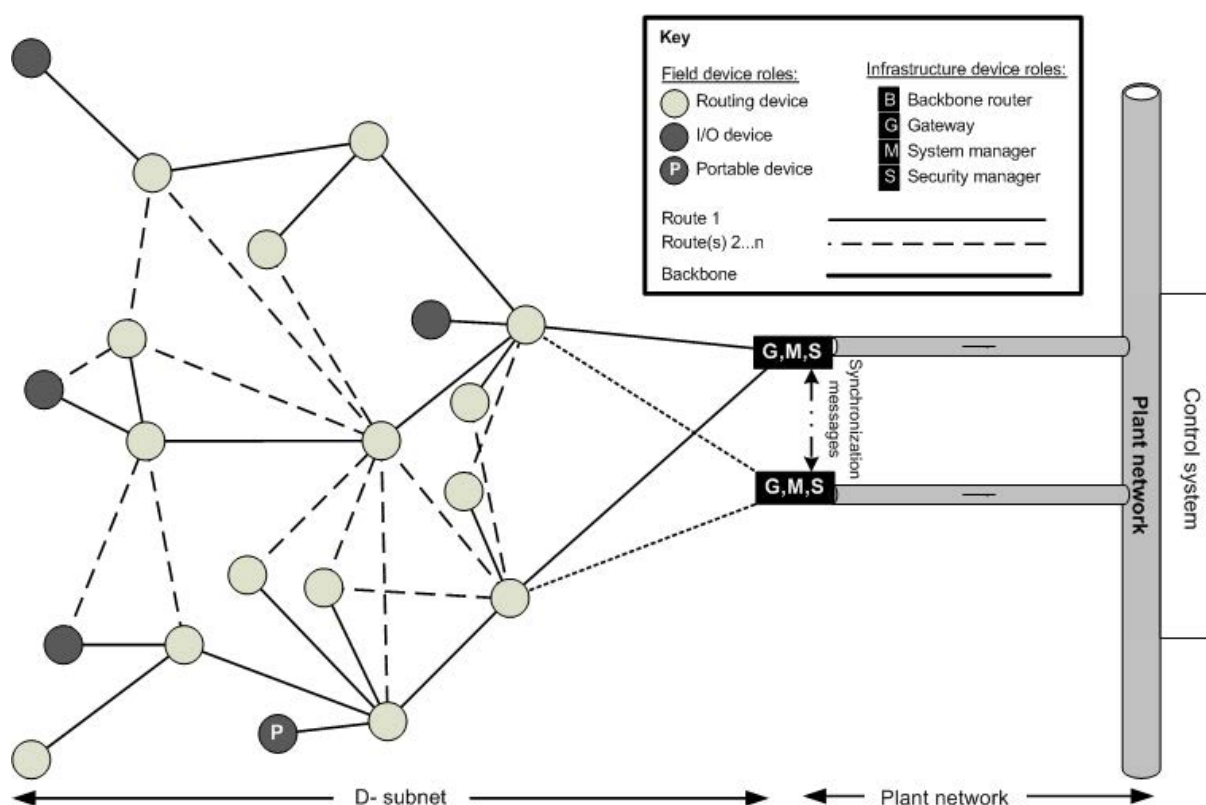 Key
Field device roles:
Routing device
I/O device
P
Portable device
Infrastructure device roles:
B Backbone router
G Gateway
M System manager
S Security manager
Route 1
Route(s) 2...n
Backbone
G,M,S
Synchronization
messages
G,M,S
Plant network
Control system
P
D- subnet
Plant network